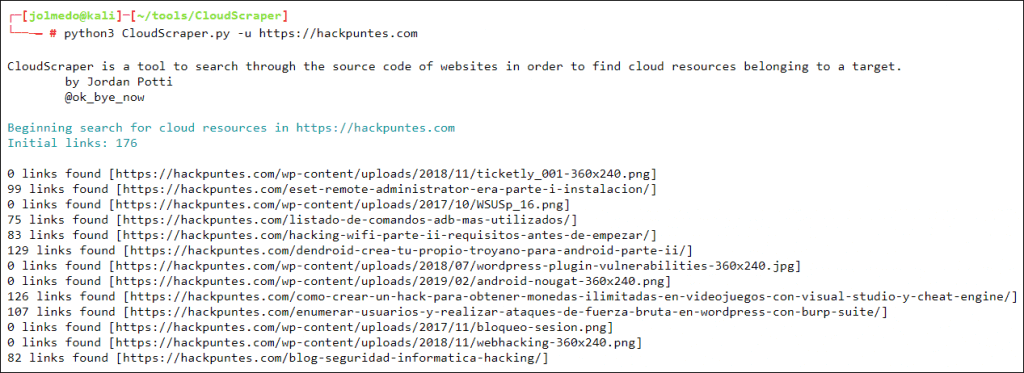 ┌─[jolmedo@kali]─[~/tools/CloudScraper]
└──╼ # python3 CloudScraper.py -u https://hackpuntes.com
CloudScraper is a tool to search through the source code of websites in order to find cloud resources belonging to a target.
by Jordan Potti
@ok_bye_now
Beginning search for cloud resources in https://hackpuntes.com
Initial links: 176
0 links found [https://hackpuntes.com/wp-content/uploads/2018/11/ticketly_001-360x240.png]
99 links found [https://hackpuntes.com/eset-remote-administrator-era-parte-i-instalacion/]
0 links found [https://hackpuntes.com/wp-content/uploads/2017/10/WSUSp_16.png]
75 links found [https://hackpuntes.com/listado-de-comandos-adb-mas-utilizados/]
83 links found [https://hackpuntes.com/hacking-wifi-parte-ii-requisitos-antes-de-empezar/]
129 links found [https://hackpuntes.com/dendroid-crea-tu-propio-troyano-para-android-parte-ii/]
0 links found [https://hackpuntes.com/wp-content/uploads/2018/07/wordpress-plugin-vulnerabilities-360x240.jpg]
0 links found [https://hackpuntes.com/wp-content/uploads/2019/02/android-nougat-360x240.png]
126 links found [https://hackpuntes.com/como-crear-un-hack-para-obtener-monedas-ilimitadas-en-videojuegos-con-visual-studio-y-cheat-engine/]
107 links found [https://hackpuntes.com/enumerar-usuarios-y-realizar-ataques-de-fuerza-bruta-en-wordpress-con-burp-suite/]
0 links found [https://hackpuntes.com/wp-content/uploads/2017/11/bloqueo-sesion.png]
0 links found [https://hackpuntes.com/wp-content/uploads/2018/11/webhacking-360x240.png]
82 links found [https://hackpuntes.com/blog-seguridad-informatica-hacking/]